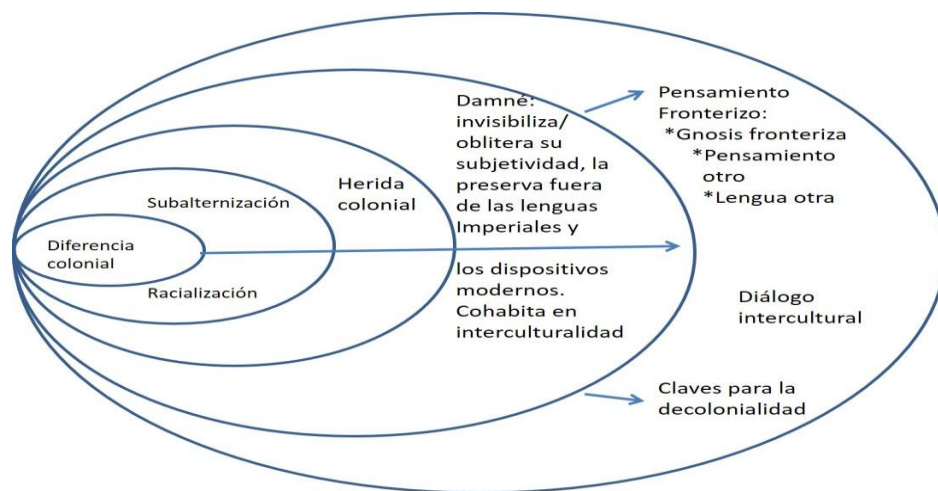 Diferencia
colonial
Subalternización
Racialización
Herida
colonial
Damné:
invisibiliza/
oblitera su
subjetividad, la
preserva fuera
de las lenguas
Imperiales y
los dispositivos
modernos.
Cohabita en
interculturalidad
Pensamiento
Fronterizo:
*Gnosis fronteriza
*Pensamiento
otro
*Lengua otra
Diálogo
intercultural
Claves para la
decolonialidad